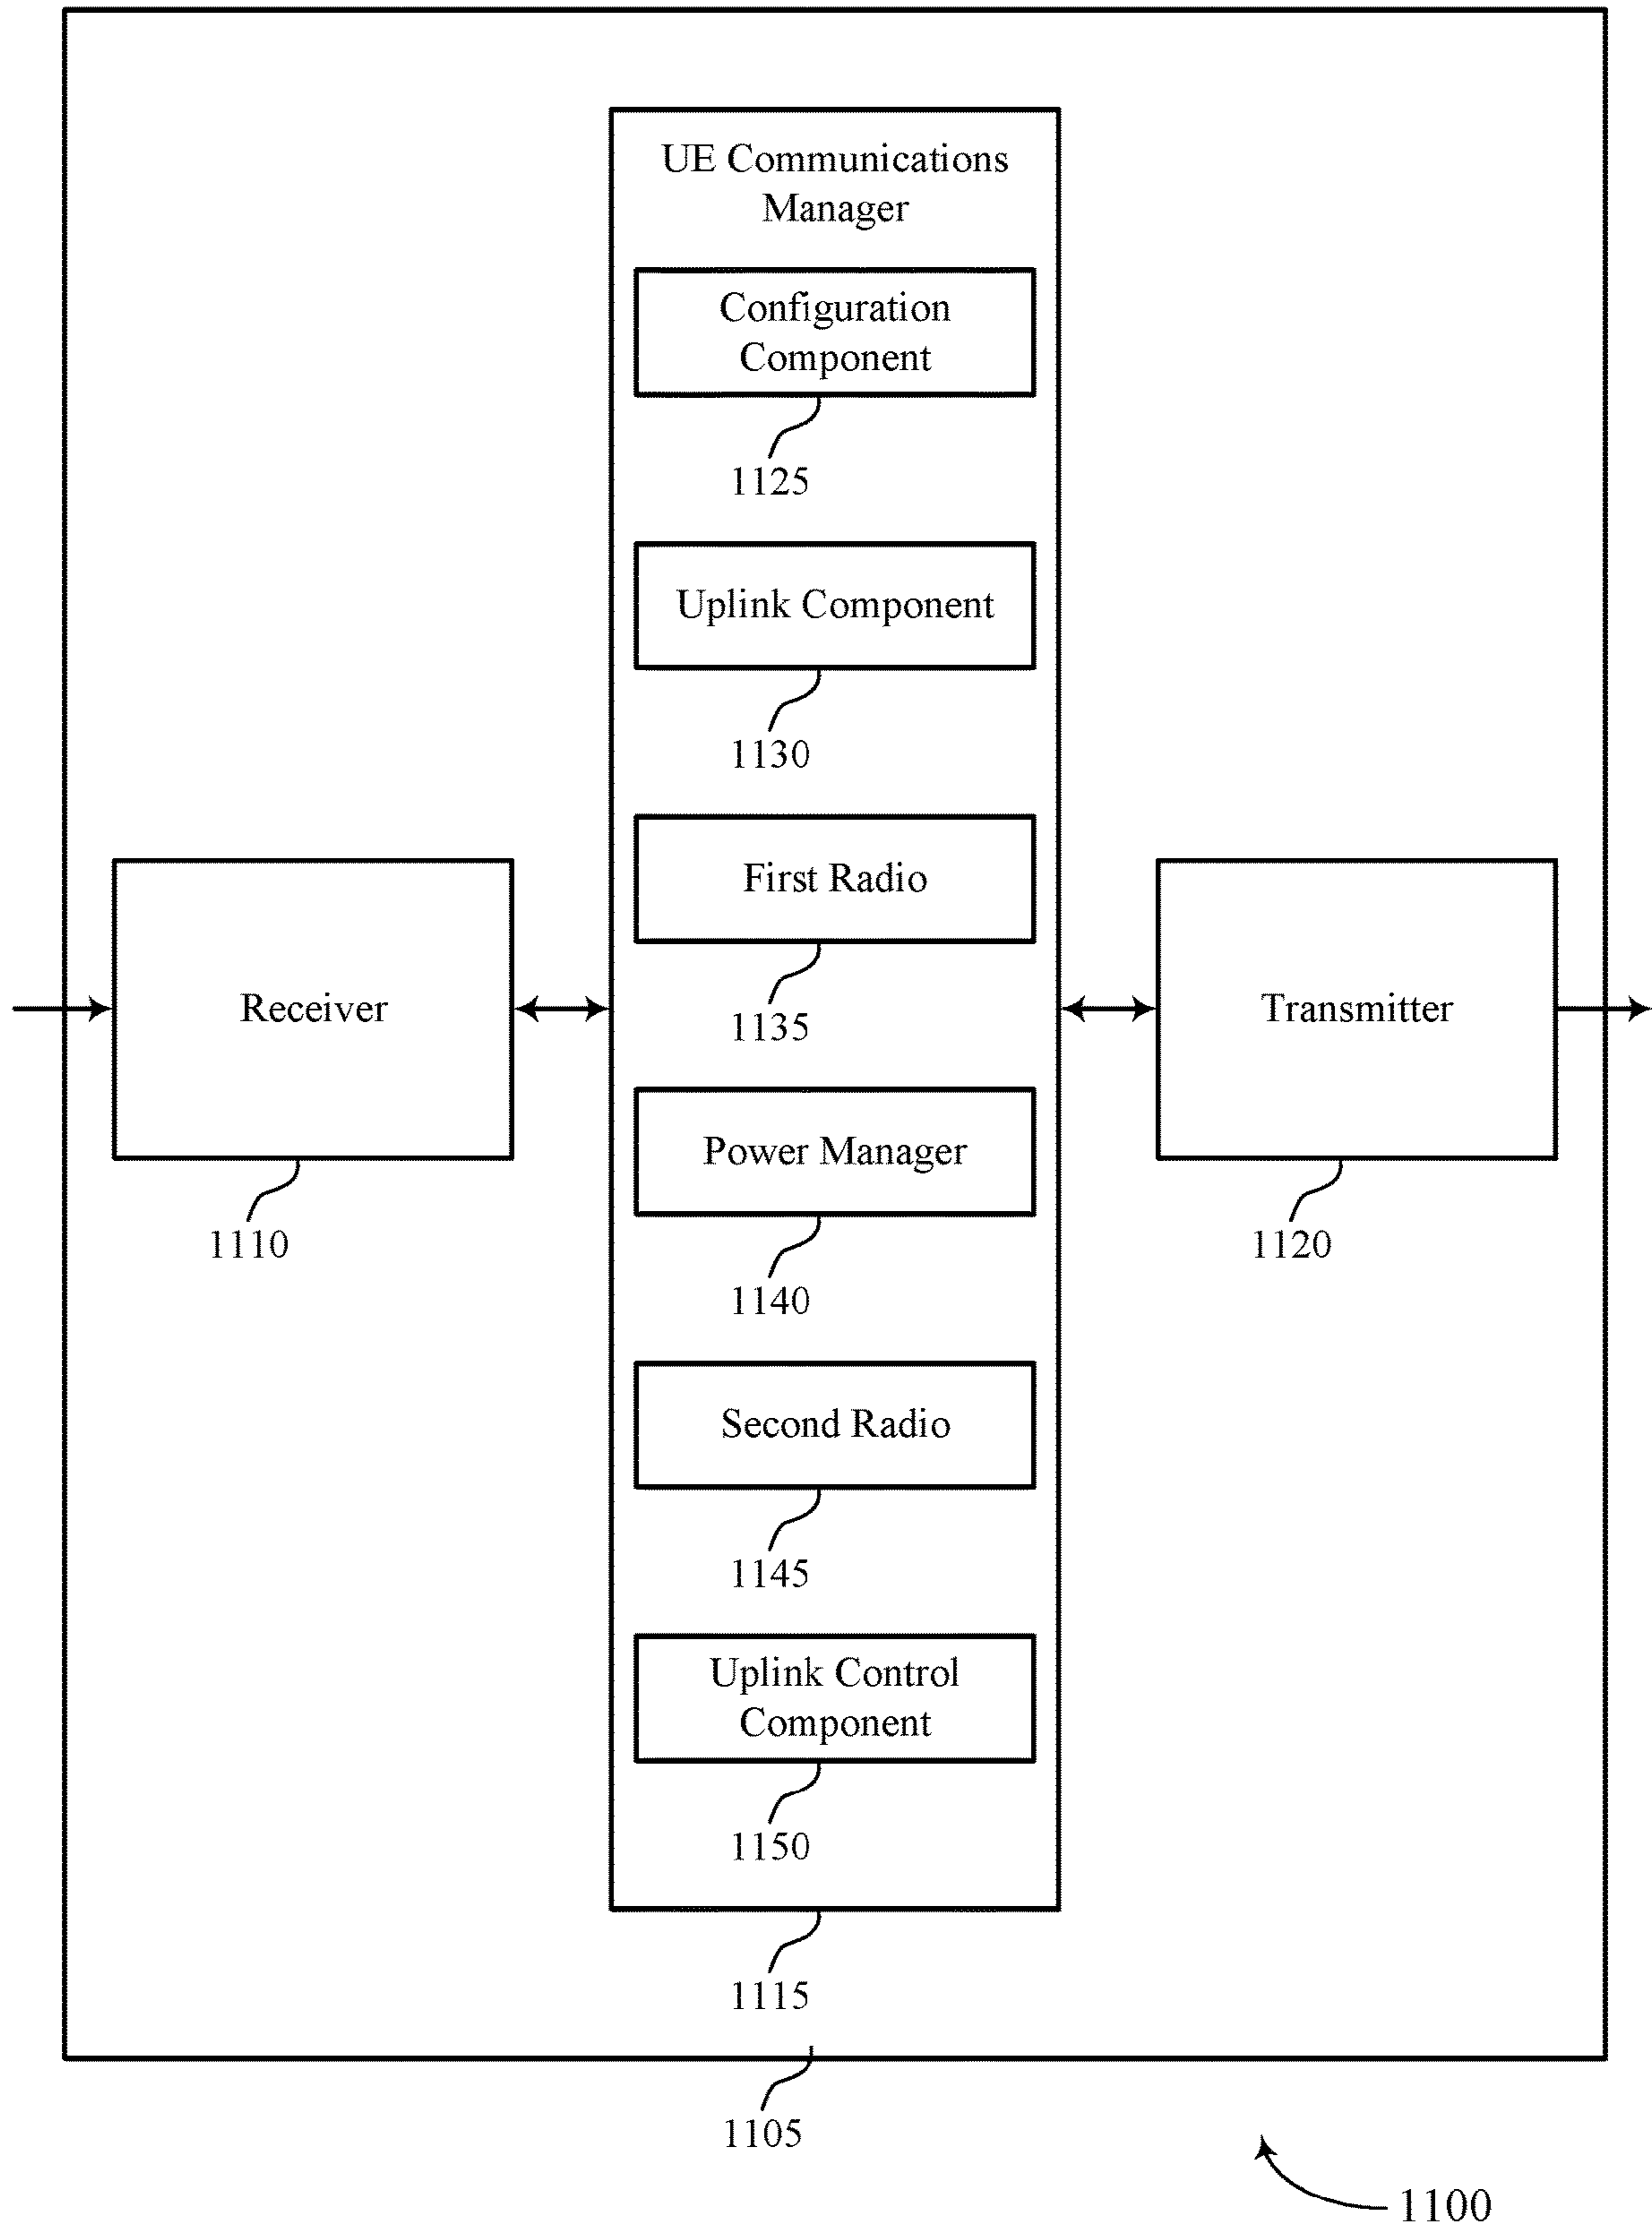 UE Communications
Manager
Configuration
Component
1125
Uplink Component
1130
First Radio
1135
Receiver
1110
Transmitter
1120
Power Manager
1140
Second Radio
1145
Uplink Control
Component
1150
1115
1105
1100